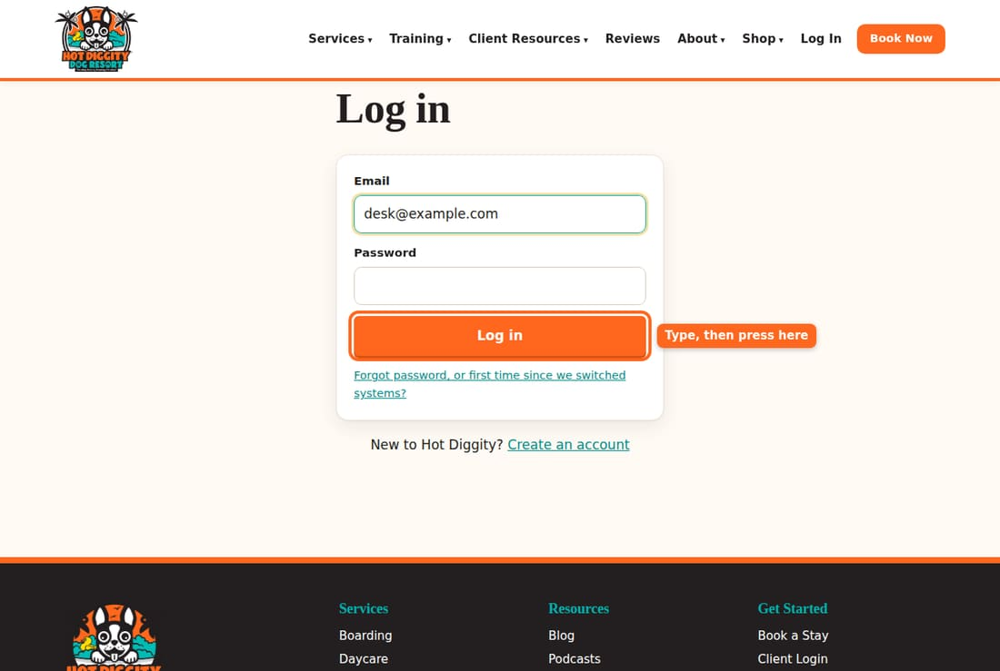 HOT DIGGITY
DOG RESORT
Services ▾
Training ▾
Client Resources ▾
Reviews
About ▾
Shop ▾
Log In
Book Now
Log in
Email
desk@example.com
Password
Log in
Type, then press here
Forgot password, or first time since we switched
systems?
New to Hot Diggity? Create an account
Services
Boarding
Daycare
Resources
Blog
Podcasts
Get Started
Book a Stay
Client Login
HOT DIGGITY